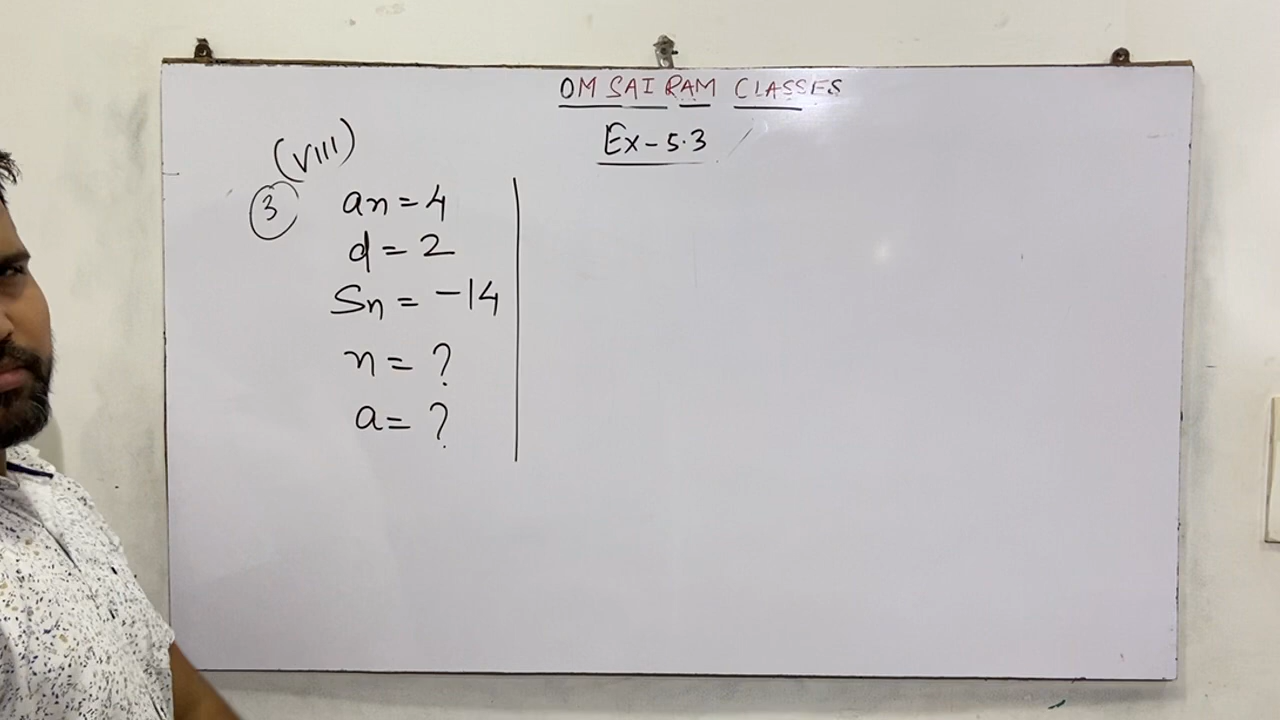 OM SAI RAM CLASSES
Ex-5.3
(VIII)
3 an = 4
d = 2
Sn = -14
n = ?
a = ?